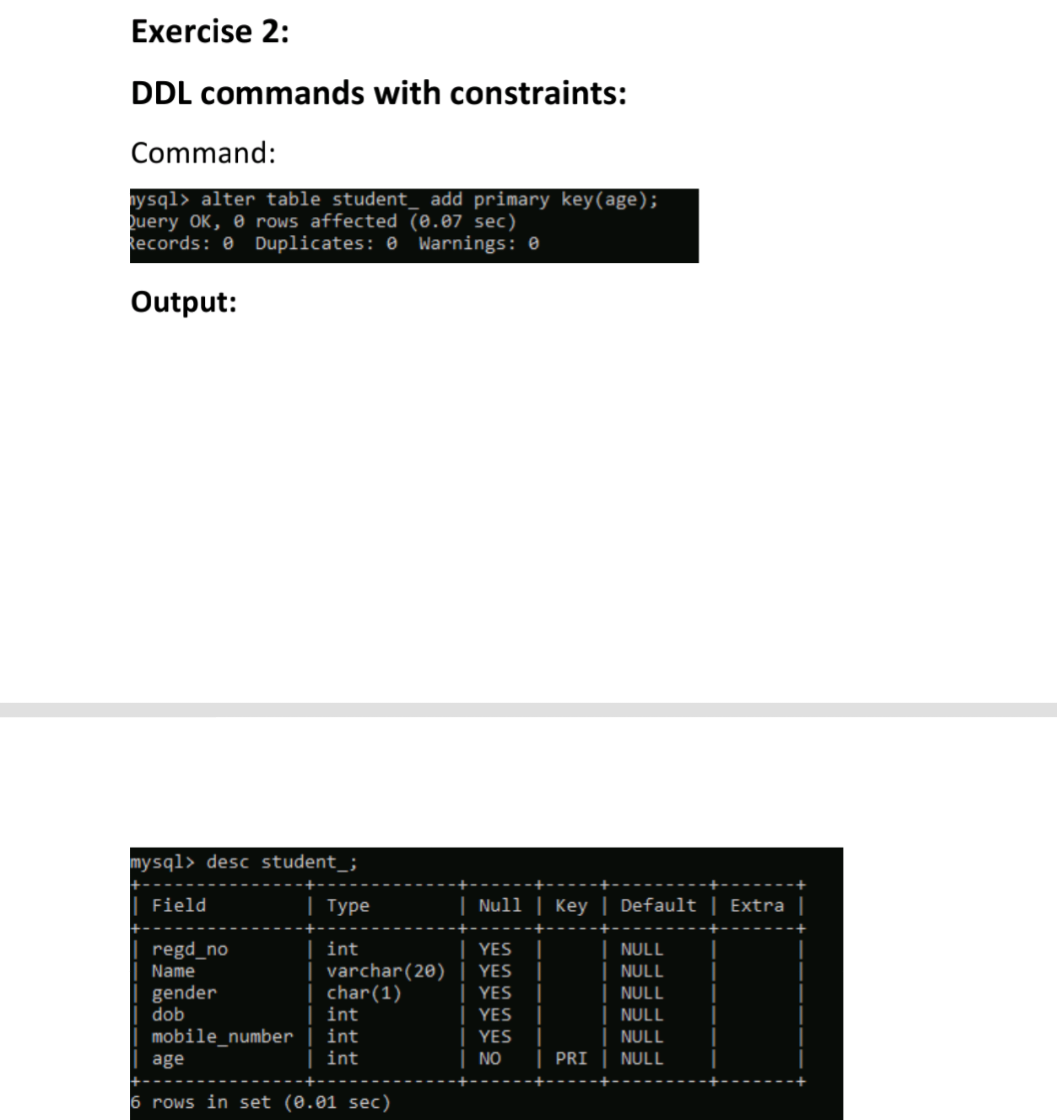 Exercise 2:
DDL commands with constraints:
Command:
mysql> alter table student_ add primary key(age);
Query OK, 0 rows affected (0.07 sec)
Records: 0  Duplicates: 0  Warnings: 0
Output:
mysql> desc student_;
+---------------+-------------+------+-----+---------+-------+
| Field         | Type        | Null | Key | Default | Extra |
+---------------+-------------+------+-----+---------+-------+
| regd_no       | int         | YES  |     | NULL    |       |
| Name          | varchar(20) | YES  |     | NULL    |       |
| gender        | char(1)     | YES  |     | NULL    |       |
| dob           | int         | YES  |     | NULL    |       |
| mobile_number | int         | YES  |     | NULL    |       |
| age           | int         | NO   | PRI | NULL    |       |
+---------------+-------------+------+-----+---------+-------+
6 rows in set (0.01 sec)